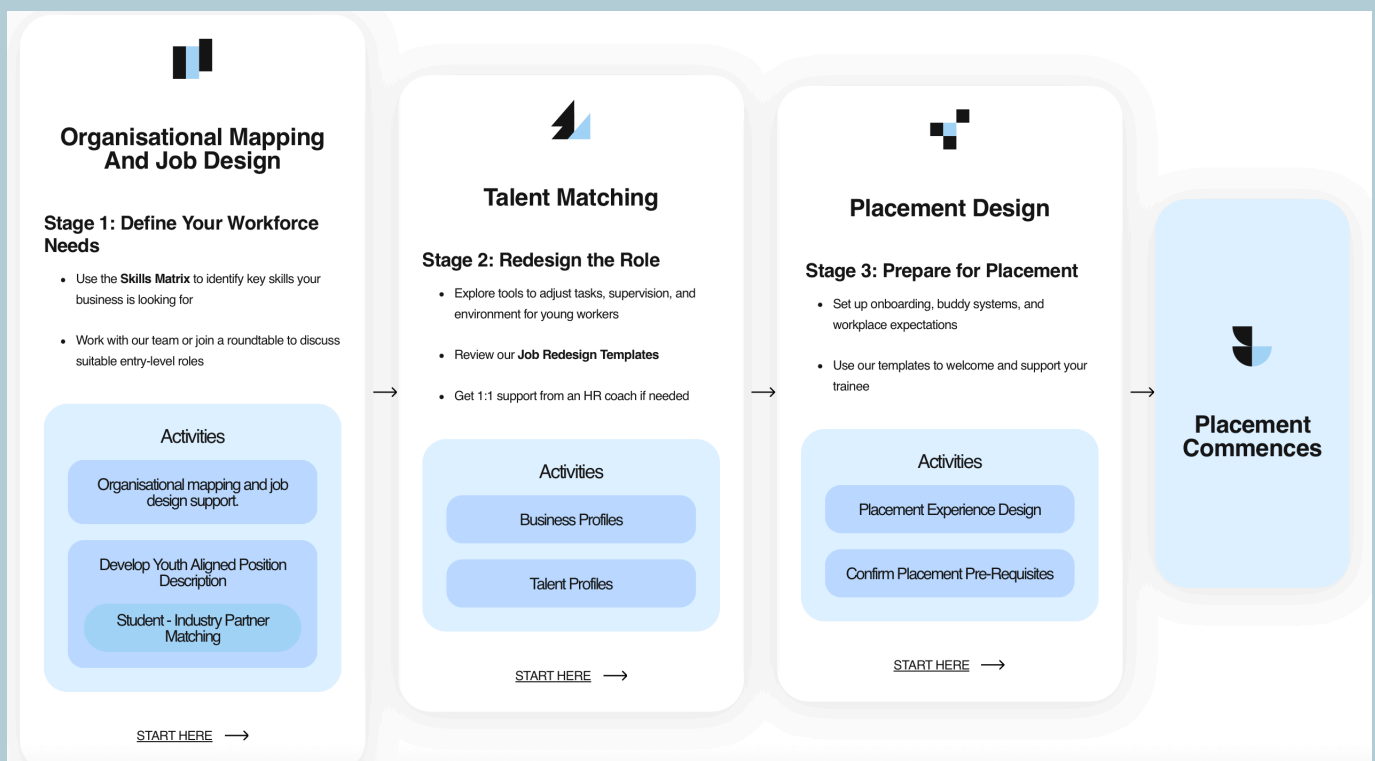 Organisational Mapping
And Job Design
Stage 1: Define Your Workforce
Needs
Use the Skills Matrix to identify key skills your
business is looking for
Work with our team or join a roundtable to discuss
suitable entry-level roles
Activities
Organisational mapping and job
design support.
Develop Youth Aligned Position
Description
Student - Industry Partner
Matching
START HERE
Talent Matching
Stage 2: Redesign the Role
Explore tools to adjust tasks, supervision, and
environment for young workers
Review our Job Redesign Templates
Get 1:1 support from an HR coach if needed
Activities
Business Profiles
Talent Profiles
START HERE
Placement Design
Stage 3: Prepare for Placement
Set up onboarding, buddy systems, and
workplace expectations
Use our templates to welcome and support your
trainee
Activities
Placement Experience Design
Confirm Placement Pre-Requisites
START HERE
Placement
Commences